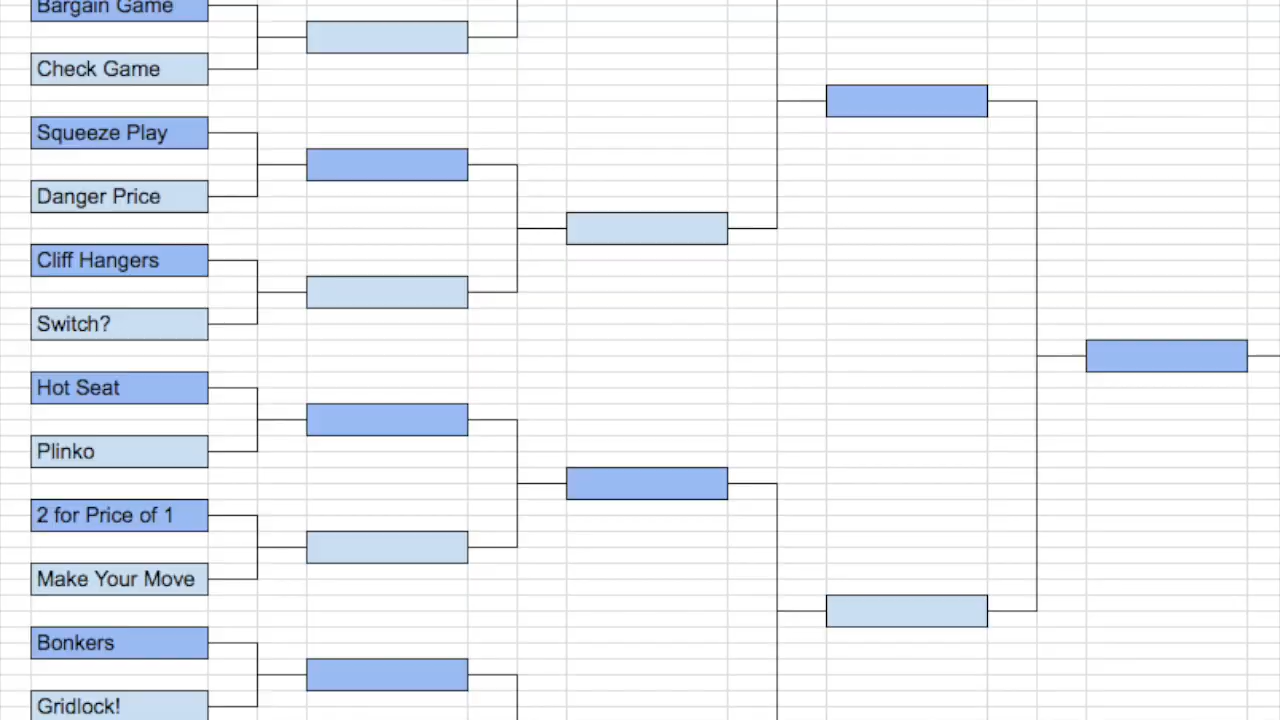 Bargain Game
Check Game
Squeeze Play
Danger Price
Cliff Hangers
Switch?
Hot Seat
Plinko
2 for Price of 1
Make Your Move
Bonkers
Gridlock!